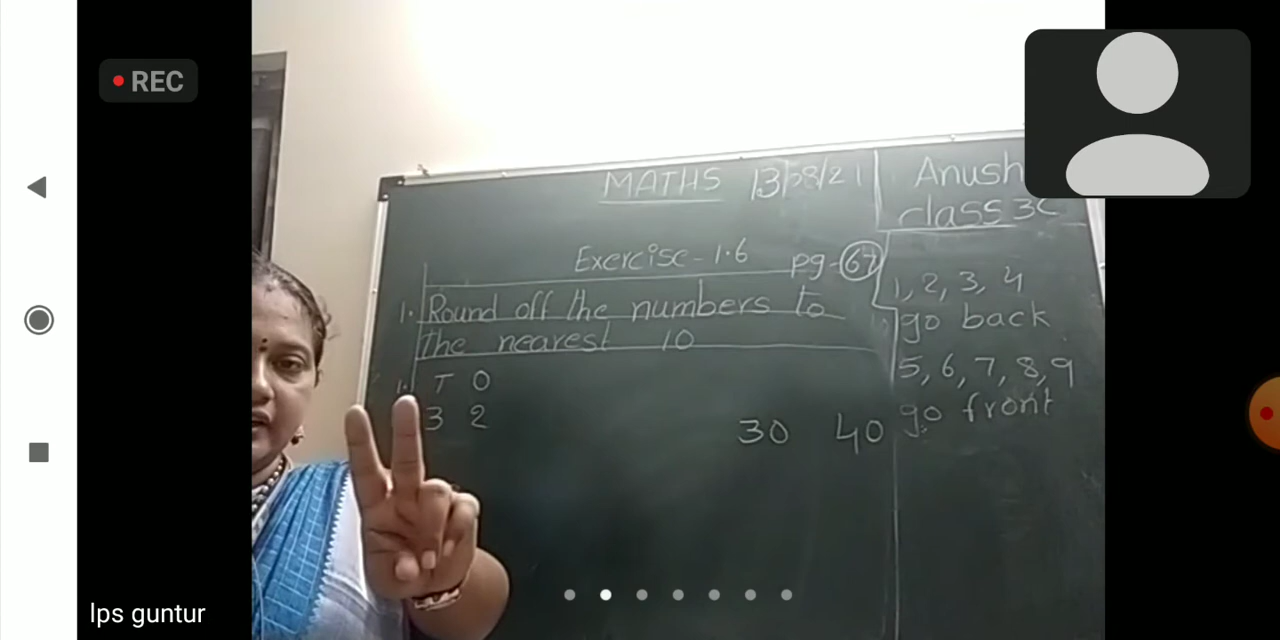 REC
MATHS 13/08/21
Anush
class 3C
Exercise - 1.6 pg-67
1. Round off the numbers to
the nearest 10
1. T O
3 2
30 40
1, 2, 3, 4
go back
5, 6, 7, 8, 9
go front
lps guntur